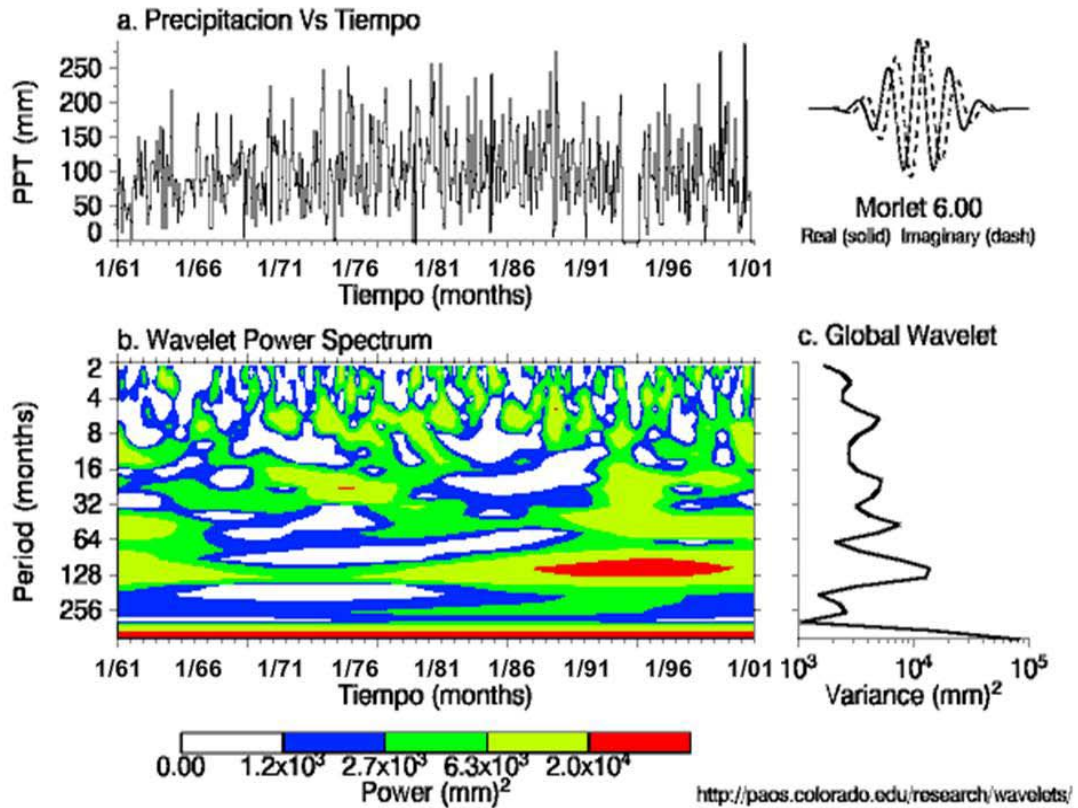 a. Precipitacion Vs Tiempo
PPT (mm)
250
200
150
100
50
0
1/61 1/66 1/71 1/76 1/81 1/86 1/91 1/96 1/01
Tiempo (months)
Morlet 6.00
Real (solid) Imaginary (dash)
b. Wavelet Power Spectrum
Period (months)
2
4
8
16
32
64
128
256
1/61 1/66 1/71 1/76 1/81 1/86 1/91 1/96 1/01
Tiempo (months)
c. Global Wavelet
10³ 10⁴ 10⁵
Variance (mm)²
0.00 1.2x10³ 2.7x10³ 6.3x10³ 2.0x10⁴
Power (mm)²
http://paos.colorado.edu/research/wavelets/